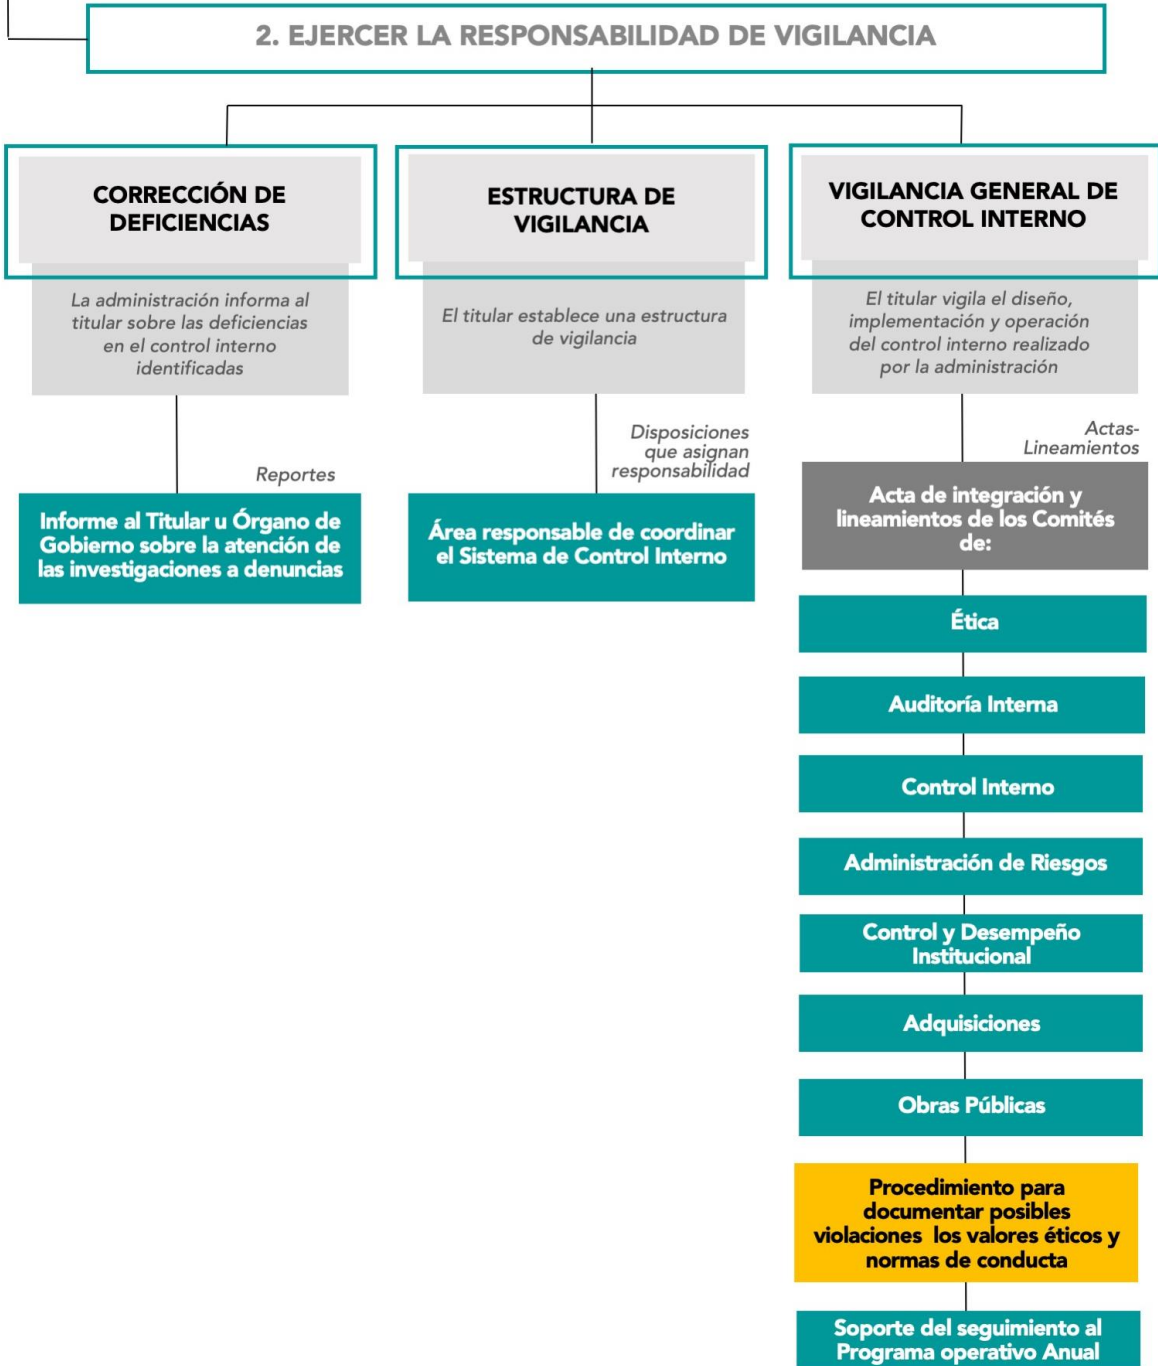 2. EJERCER LA RESPONSABILIDAD DE VIGILANCIA
CORRECCIÓN DE
DEFICIENCIAS
La administración informa al
titular sobre las deficiencias
en el control interno
identificadas
Reportes
Informe al Titular u Órgano de
Gobierno sobre la atención de
las investigaciones a denuncias
ESTRUCTURA DE
VIGILANCIA
El titular establece una estructura
de vigilancia
Disposiciones
que asignan
responsabilidad
Área responsable de coordinar
el Sistema de Control Interno
VIGILANCIA GENERAL DE
CONTROL INTERNO
El titular vigila el diseño,
implementación y operación
del control interno realizado
por la administración
Actas-
Lineamientos
Acta de integración y
lineamientos de los Comités
de:
Ética
Auditoría Interna
Control Interno
Administración de Riesgos
Control y Desempeño
Institucional
Adquisiciones
Obras Públicas
Procedimiento para
documentar posibles
violaciones los valores éticos y
normas de conducta
Soporte del seguimiento al
Programa operativo Anual